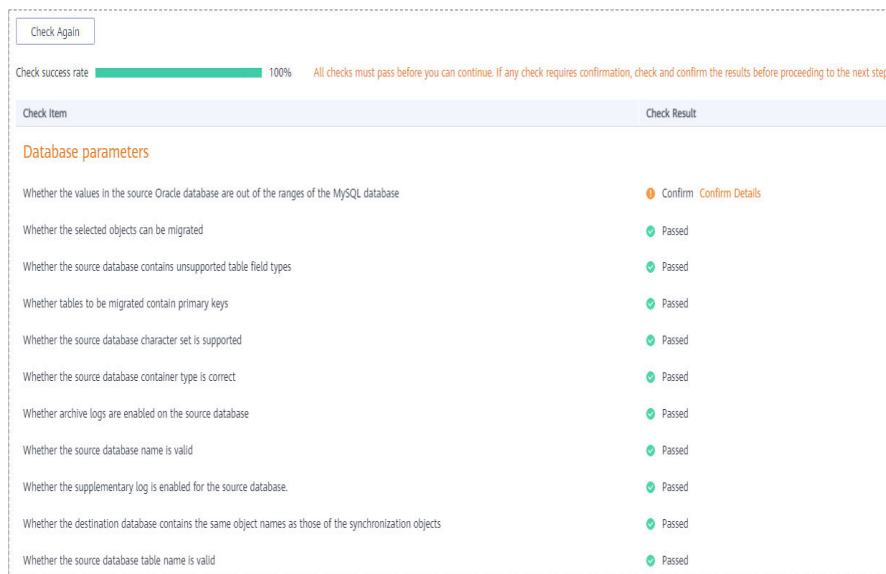 Check Again
Check success rate 100% All checks must pass before you can continue. If any check requires confirmation, check and confirm the results before proceeding to the next step
Check Item Check Result
Database parameters
Whether the values in the source Oracle database are out of the ranges of the MySQL database Confirm Confirm Details
Whether the selected objects can be migrated Passed
Whether the source database contains unsupported table field types Passed
Whether tables to be migrated contain primary keys Passed
Whether the source database character set is supported Passed
Whether the source database container type is correct Passed
Whether archive logs are enabled on the source database Passed
Whether the source database name is valid Passed
Whether the supplementary log is enabled for the source database. Passed
Whether the destination database contains the same object names as those of the synchronization objects Passed
Whether the source database table name is valid Passed